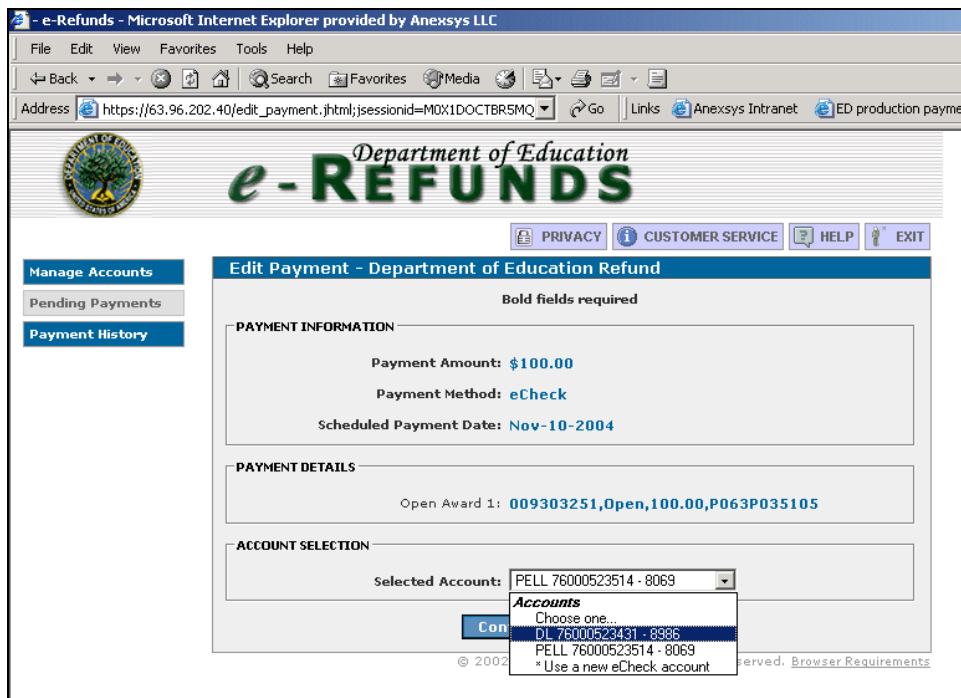 - e-Refunds - Microsoft Internet Explorer provided by Anexsys LLC
File Edit View Favorites Tools Help
Back Search Favorites Media
Address https://63.96.202.40/edit_payment.jhtml;jsessionid=M0X1DOCTBR5MQ Go Links Anexsys Intranet ED production payme
Department of Education
e-REFUNDS
PRIVACY CUSTOMER SERVICE HELP EXIT
Manage Accounts
Pending Payments
Payment History
Edit Payment - Department of Education Refund
Bold fields required
PAYMENT INFORMATION
Payment Amount: $100.00
Payment Method: eCheck
Scheduled Payment Date: Nov-10-2004
PAYMENT DETAILS
Open Award 1: 009303251,Open,100.00,P063P035105
ACCOUNT SELECTION
Selected Account: PELL 76000523514 - 8069
Accounts
Choose one...
DL 76000523431 - 8986
PELL 76000523514 - 8069
* Use a new eCheck account
Con
© 2002 erved. Browser Requirements